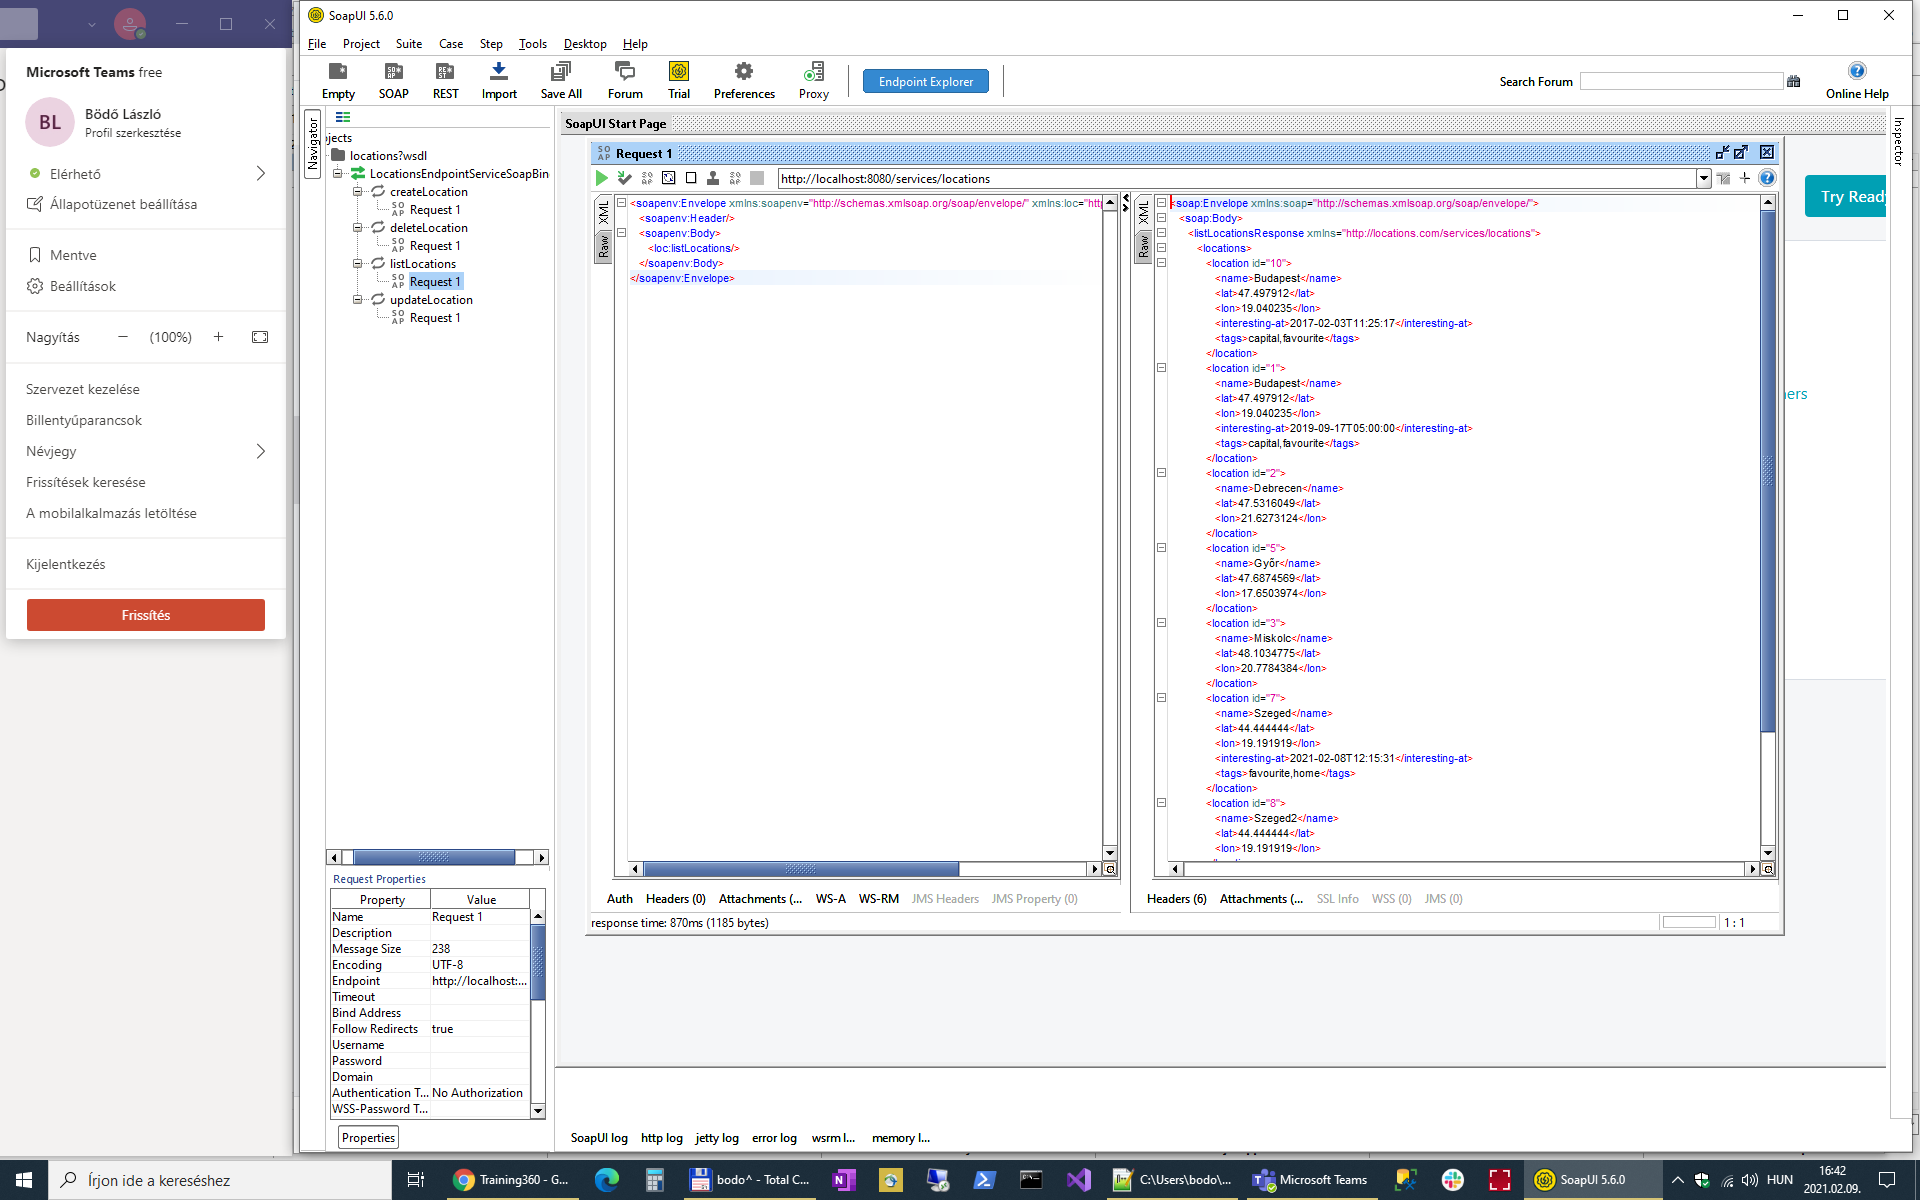 Microsoft Teams free
BL
Bödő László
Profil szerkesztése
Elérhető
Állapotüzenet beállítása
Mentve
Beállítások
Nagyítás
(100%)
Szervezet kezelése
Billentyűparancsok
Névjegy
Frissítések keresése
A mobilalkalmazás letöltése
Kijelentkezés
Frissítés
SoapUI 5.6.0
File Project Suite Case Step Tools Desktop Help
Empty SOAP REST Import Save All Forum Trial Preferences Proxy
Endpoint Explorer
Search Forum
Online Help
Navigator
jects
locations?wsdl
LocationsEndpointServiceSoapBin
createLocation
Request 1
deleteLocation
Request 1
listLocations
Request 1
updateLocation
Request 1
SoapUI Start Page
Request 1
http://localhost:8080/services/locations
XML
Raw
<soapenv:Envelope xmlns:soapenv="http://schemas.xmlsoap.org/soap/envelope/" xmlns:loc="htt
<soapenv:Header/>
<soapenv:Body>
<loc:listLocations/>
</soapenv:Body>
</soapenv:Envelope>
XML
Raw
<soap:Envelope xmlns:soap="http://schemas.xmlsoap.org/soap/envelope/">
<soap:Body>
<listLocationsResponse xmlns="http://locations.com/services/locations">
<locations>
<location id="10">
<name>Budapest</name>
<lat>47.497912</lat>
<lon>19.040235</lon>
<interesting-at>2017-02-03T11:25:17</interesting-at>
<tags>capital,favourite</tags>
</location>
<location id="1">
<name>Budapest</name>
<lat>47.497912</lat>
<lon>19.040235</lon>
<interesting-at>2019-09-17T05:00:00</interesting-at>
<tags>capital,favourite</tags>
</location>
<location id="2">
<name>Debrecen</name>
<lat>47.5316049</lat>
<lon>21.6273124</lon>
</location>
<location id="5">
<name>Győr</name>
<lat>47.6874569</lat>
<lon>17.6503974</lon>
</location>
<location id="3">
<name>Miskolc</name>
<lat>48.1034775</lat>
<lon>20.7784384</lon>
</location>
<location id="7">
<name>Szeged</name>
<lat>44.444444</lat>
<lon>19.191919</lon>
<interesting-at>2021-02-08T12:15:31</interesting-at>
<tags>favourite,home</tags>
</location>
<location id="8">
<name>Szeged2</name>
<lat>44.444444</lat>
<lon>19.191919</lon>
Auth Headers (0) Attachments (... WS-A WS-RM JMS Headers JMS Property (0)
Headers (6) Attachments (... SSL Info WSS (0) JMS (0)
response time: 870ms (1185 bytes)
1 : 1
Inspector
Try Ready
ers
Request Properties
Property Value
Name Request 1
Description
Message Size 238
Encoding UTF-8
Endpoint http://localhost:...
Timeout
Bind Address
Follow Redirects true
Username
Password
Domain
Authentication T... No Authorization
WSS-Password T...
Properties
SoapUI log http log jetty log error log wsrm l... memory l...
Írjon ide a kereséshez
Training360 - G...
bodo^ - Total C...
C:\Users\bodo\...
Microsoft Teams
SoapUI 5.6.0
HUN
16:42
2021.02.09.